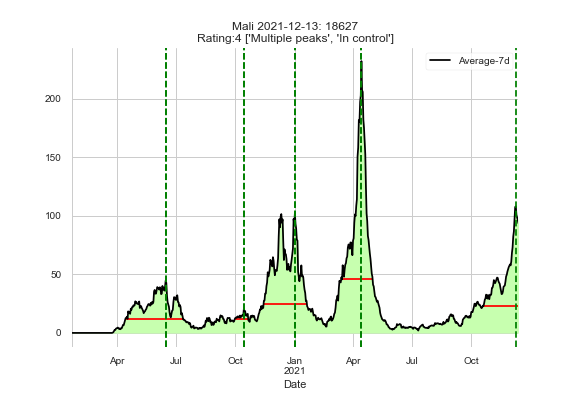 Mali 2021-12-13: 18627
Rating:4 ['Multiple peaks', 'In control']
Average-7d
200
150
100
50
0
Apr Jul Oct Jan Apr Jul Oct
2021
Date